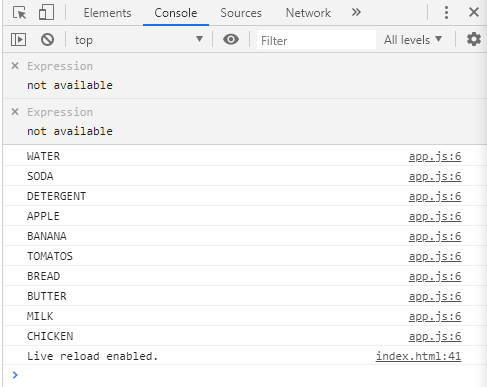 Elements Console Sources Network »
top Filter All levels
Expression
not available
Expression
not available
WATER app.js:6
SODA app.js:6
DETERGENT app.js:6
APPLE app.js:6
BANANA app.js:6
TOMATOS app.js:6
BREAD app.js:6
BUTTER app.js:6
MILK app.js:6
CHICKEN app.js:6
Live reload enabled. index.html:41